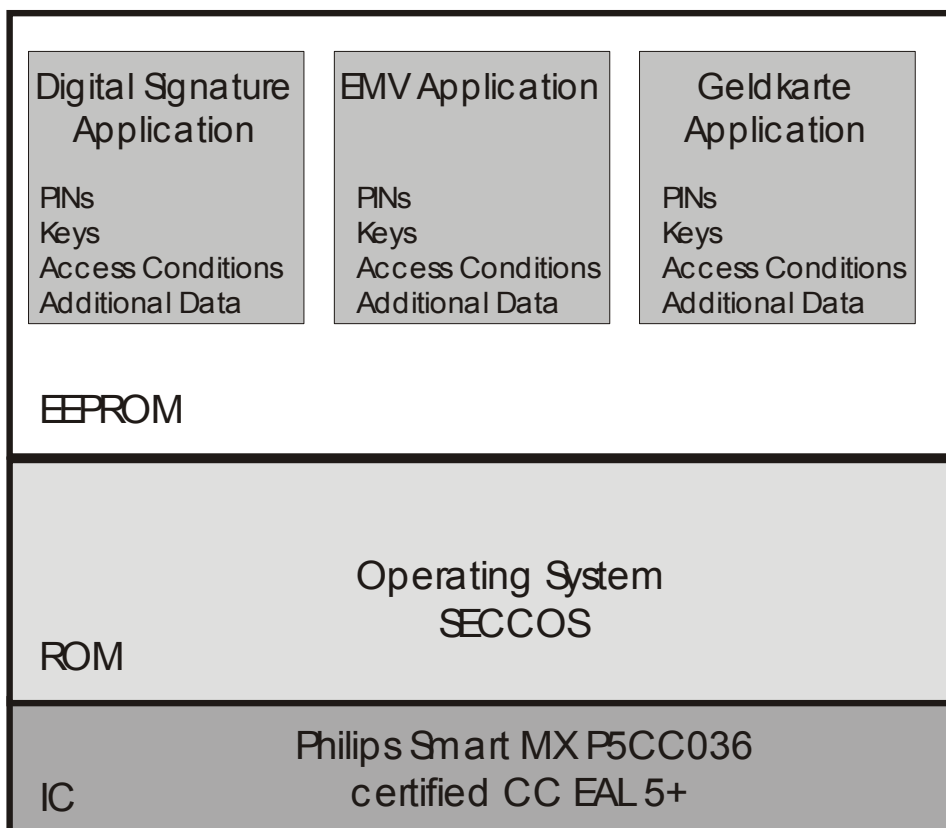 Digital Signature
Application
PINs
Keys
Access Conditions
Additional Data
EMV Application
PINs
Keys
Access Conditions
Additional Data
Geldkarte
Application
PINs
Keys
Access Conditions
Additional Data
EEPROM
Operating System
SECCOS
ROM
Philips Smart MX P5CC036
certified CC EAL 5+
IC